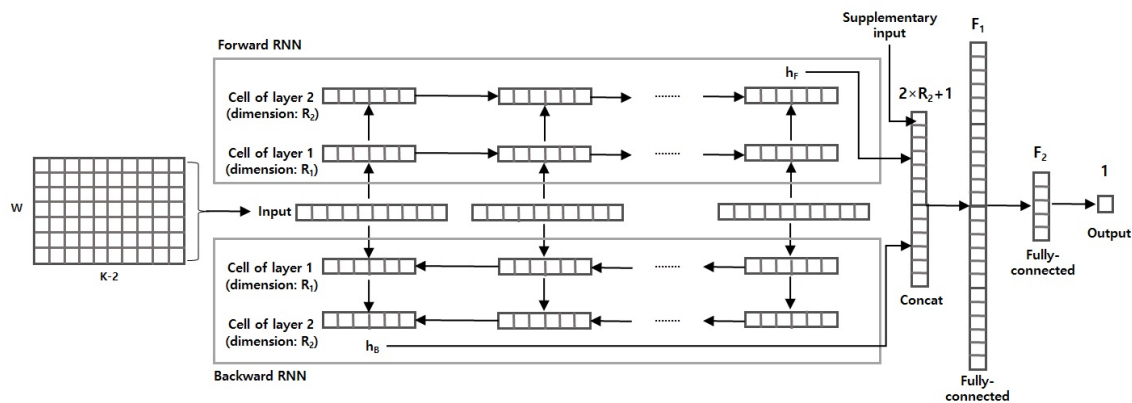 Supplementary
input
F₁
Forward RNN
h_F
2×R₂+1
Cell of layer 2
(dimension: R₂)
Cell of layer 1
(dimension: R₁)
F₂
1
W
Input
Output
K-2
Cell of layer 1
(dimension: R₁)
Fully-
connected
Concat
Cell of layer 2
(dimension: R₂)
h_B
Backward RNN
Fully-
connected